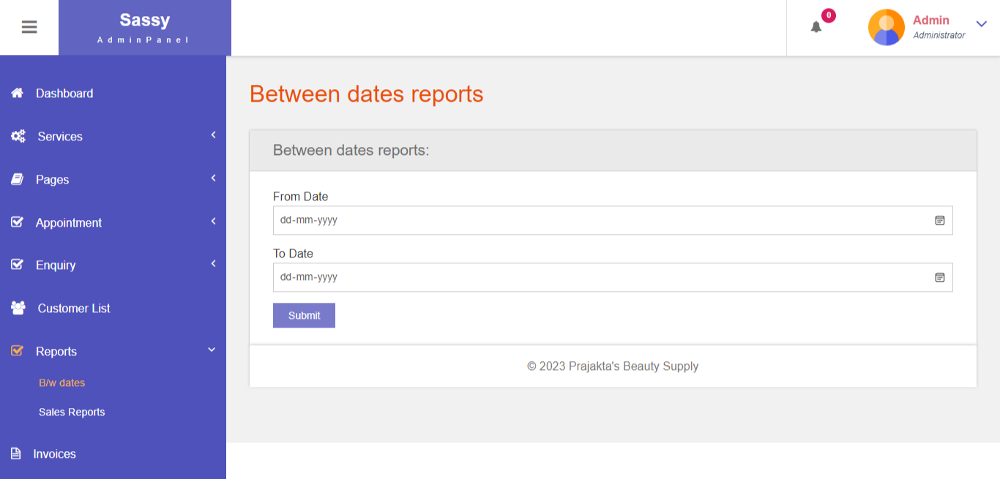 Sassy
AdminPanel
0
Admin
Administrator
Dashboard
Services
Pages
Appointment
Enquiry
Customer List
Reports
B/w dates
Sales Reports
Invoices
Between dates reports
Between dates reports:
From Date
dd-mm-yyyy
To Date
dd-mm-yyyy
Submit
© 2023 Prajakta's Beauty Supply